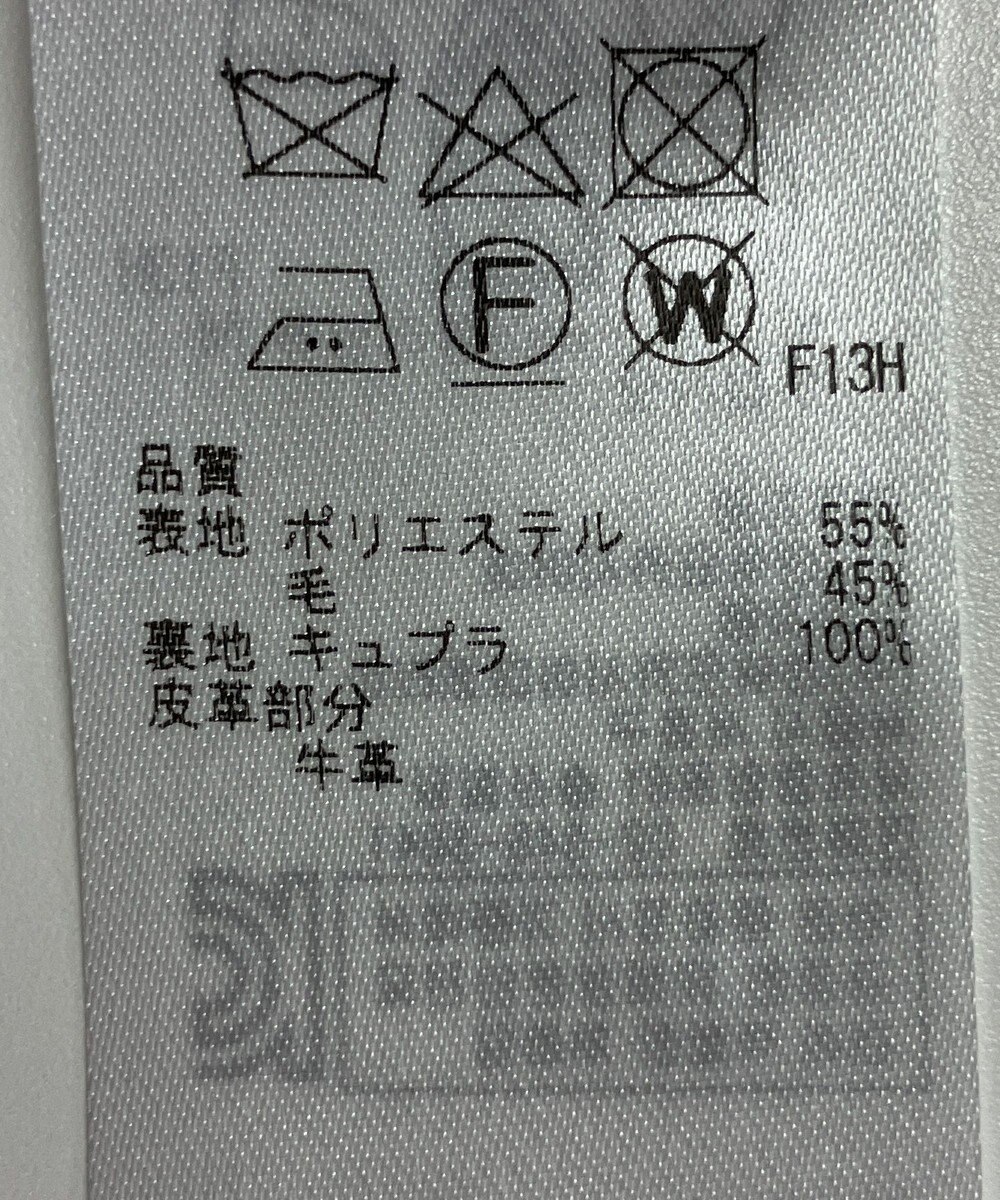 F
W
F13H
品質
表地 ポリエステル 55%
毛 45%
裏地 キュプラ 100%
皮革部分
牛革